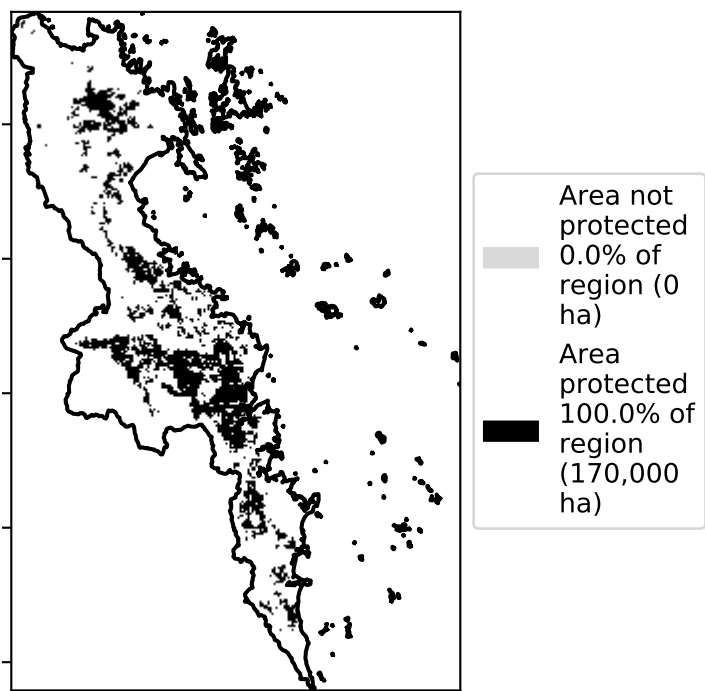 Area not
protected
0.0% of
region (0
ha)
Area
protected
100.0% of
region
(170,000
ha)